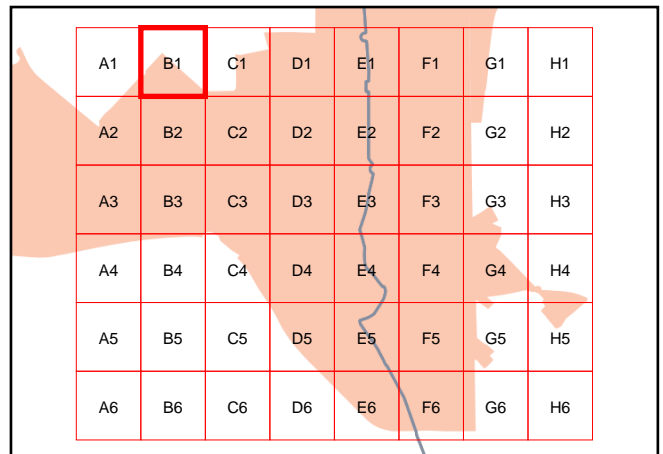 A1 B1 C1 D1 E1 F1 G1 H1
A2 B2 C2 D2 E2 F2 G2 H2
A3 B3 C3 D3 E3 F3 G3 H3
A4 B4 C4 D4 E4 F4 G4 H4
A5 B5 C5 D5 E5 F5 G5 H5
A6 B6 C6 D6 E6 F6 G6 H6